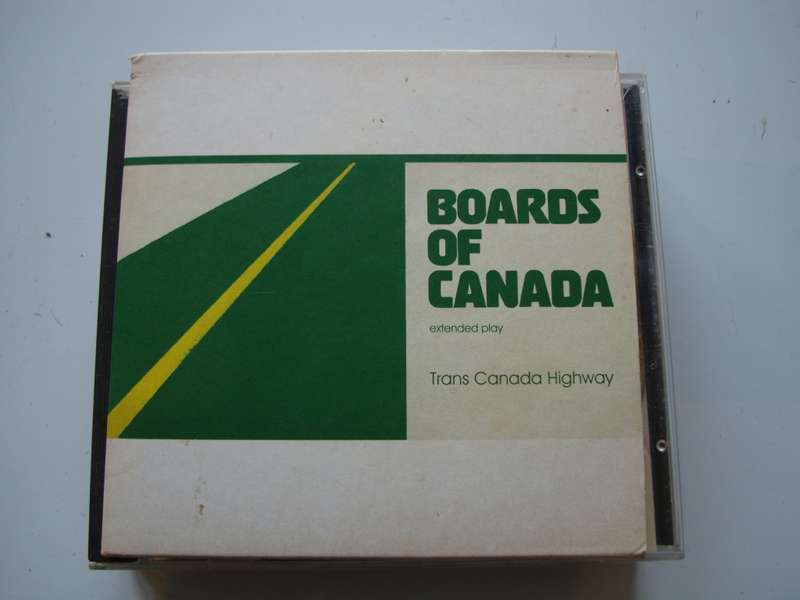 BOARDS
OF
CANADA
extended play
Trans Canada Highway